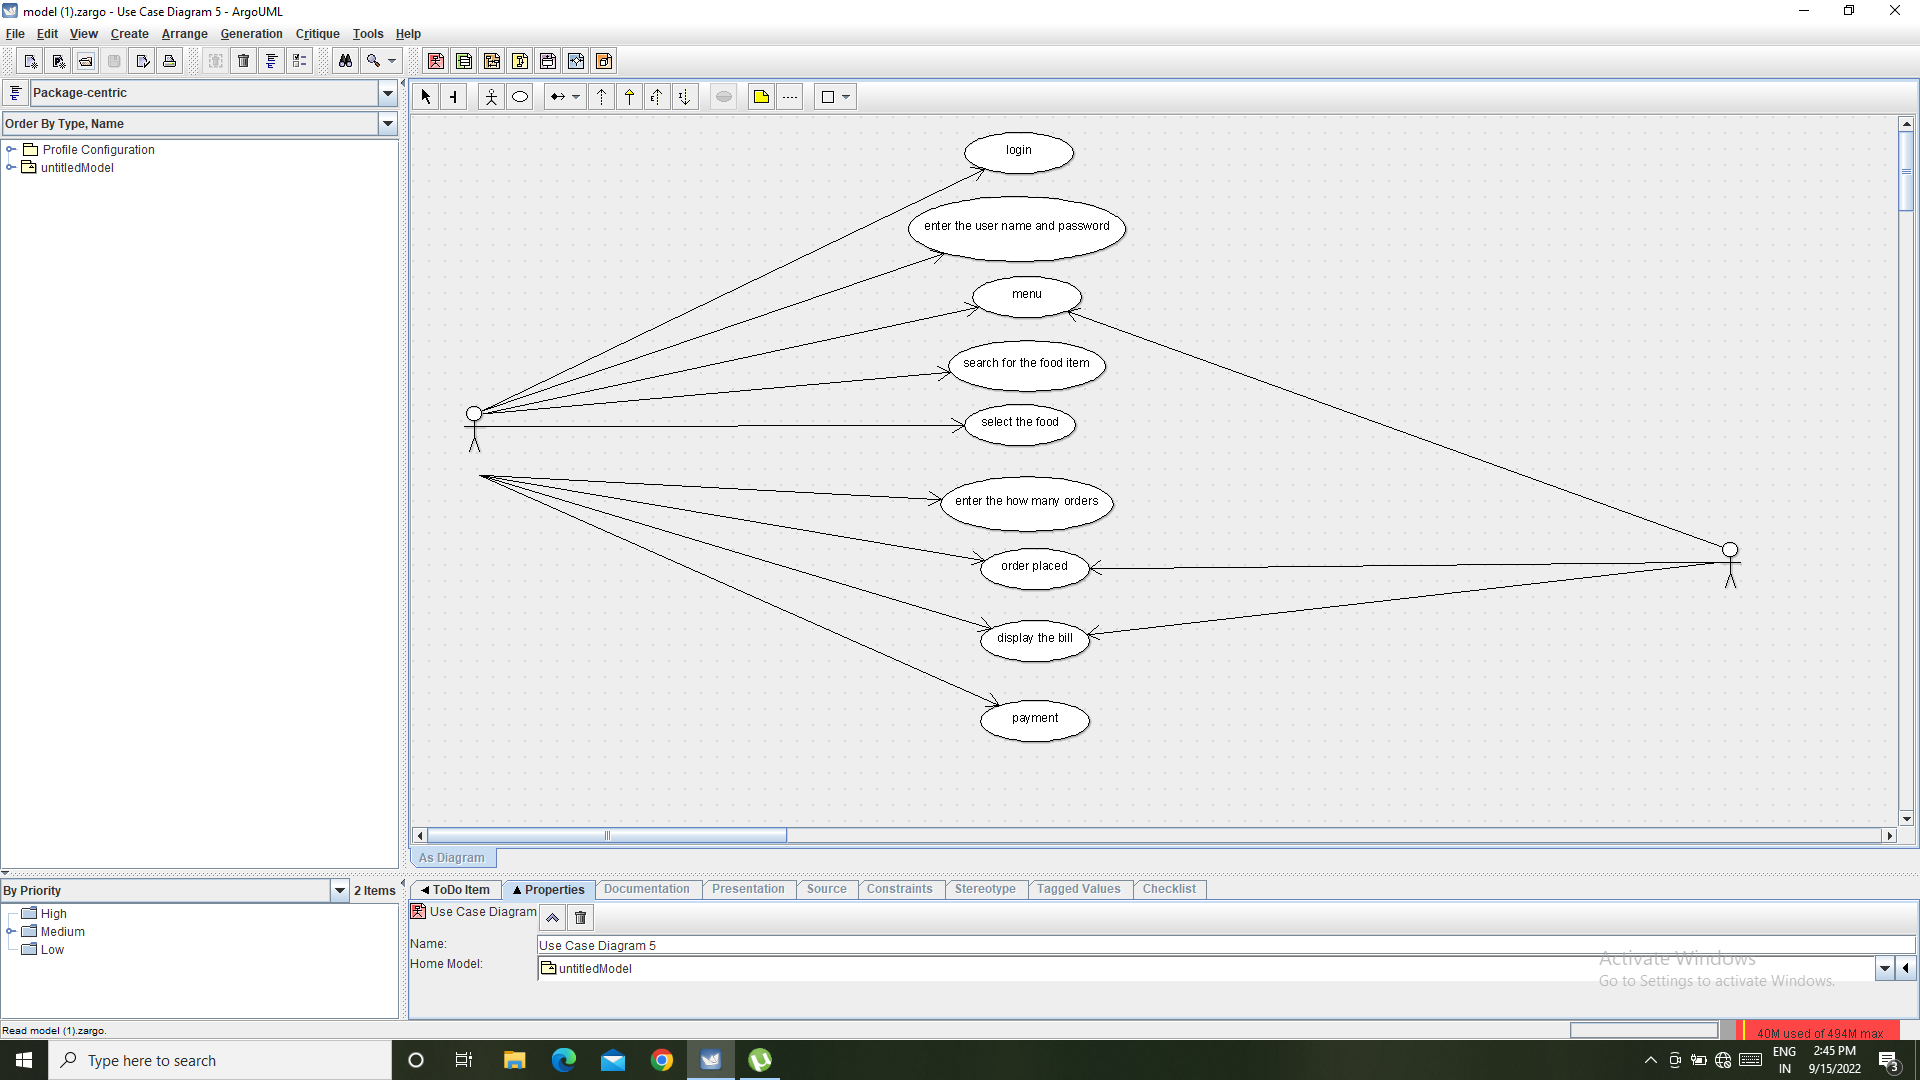 model (1).zargo - Use Case Diagram 5 - ArgoUML
File Edit View Create Arrange Generation Critique Tools Help
Package-centric
Order By Type, Name
Profile Configuration
untitledModel
login
enter the user name and password
menu
search for the food item
select the food
enter the how many orders
order placed
display the bill
payment
As Diagram
By Priority
2 Items
High
Medium
Low
ToDo Item Properties Documentation Presentation Source Constraints Stereotype Tagged Values Checklist
Use Case Diagram
Name:
Use Case Diagram 5
Home Model:
untitledModel
Activate Windows
Go to Settings to activate Windows.
Read model (1).zargo.
40M used of 494M max
Type here to search
ENG
IN
2:45 PM
9/15/2022
3